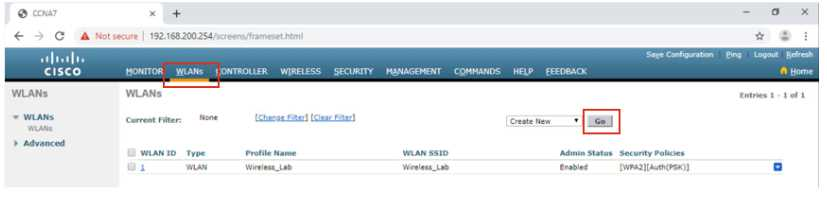 CCNA7
Not secure | 192.168.200.254/screens/frameset.html
Save Configuration Ping Logout Refresh
CISCO MONITOR WLANs CONTROLLER WIRELESS SECURITY MANAGEMENT COMMANDS HELP FEEDBACK Home
WLANs WLANs Entries 1 - 1 of 1
WLANs Current Filter: None [Change Filter] [Clear Filter] Create New Go
WLANs
Advanced
WLAN ID Type Profile Name WLAN SSID Admin Status Security Policies
1 WLAN Wireless_Lab Wireless_Lab Enabled [WPA2][Auth(PSK)]